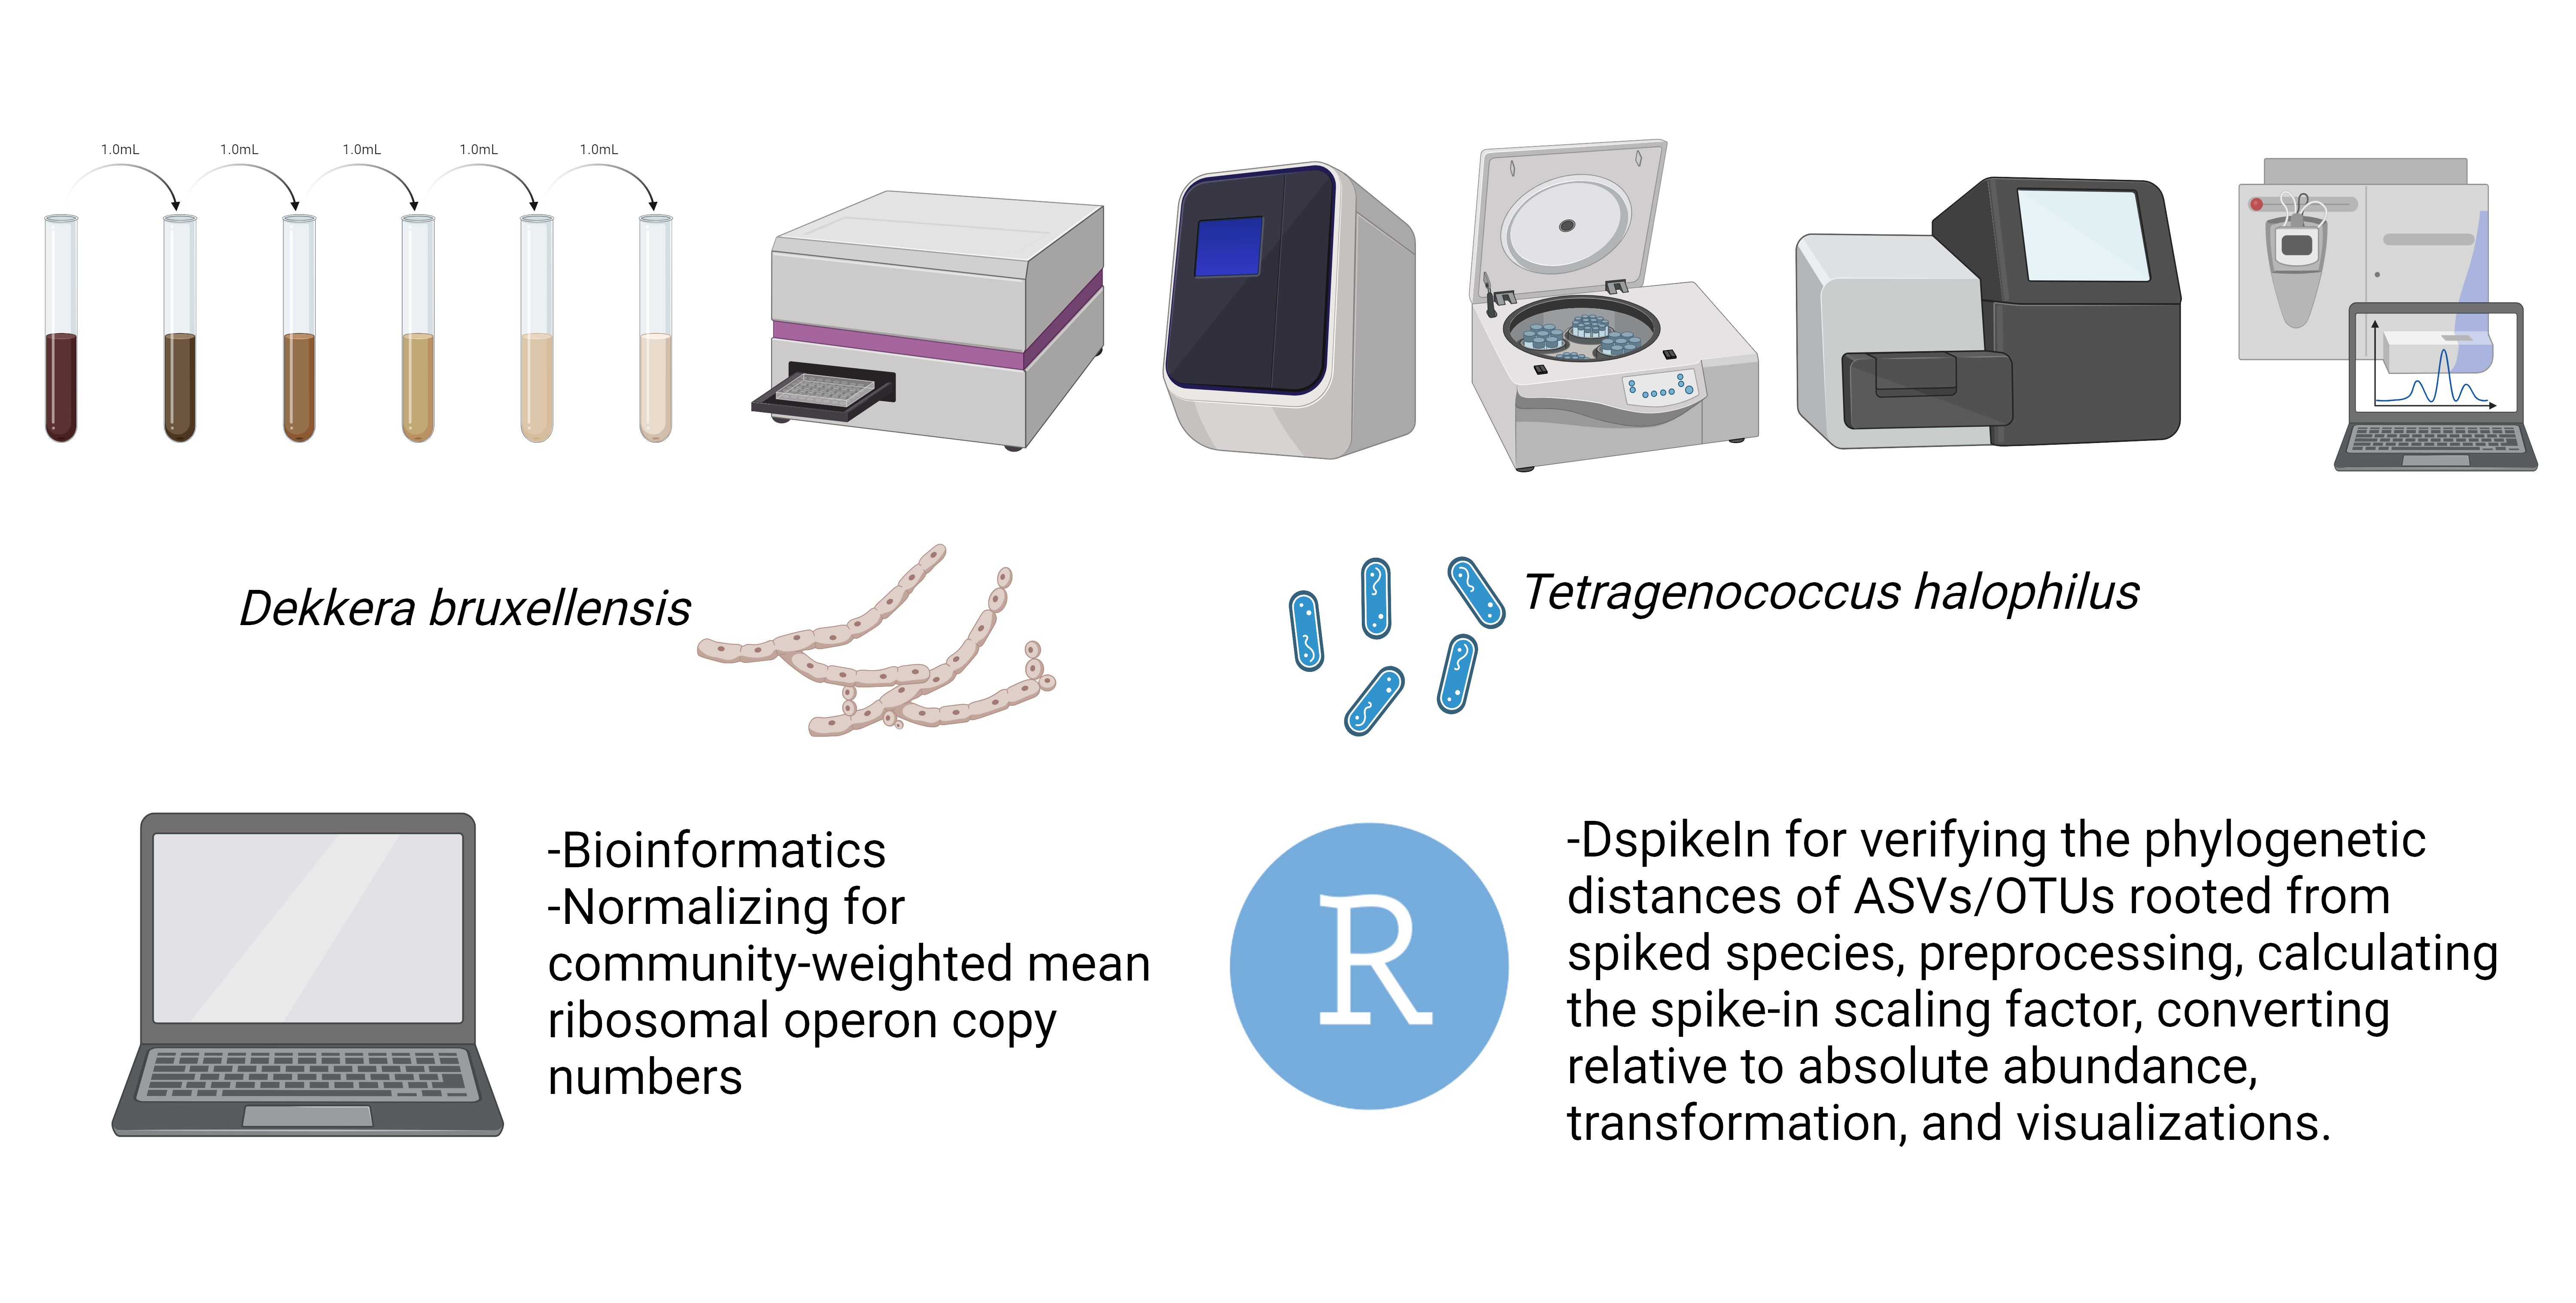 1.0mL
1.0mL
1.0mL
1.0mL
1.0mL
Dekkera bruxellensis
Tetragenococcus halophilus
-Bioinformatics
-Normalizing for
community-weighted mean
ribosomal operon copy
numbers
R
-DspikeIn for verifying the phylogenetic
distances of ASVs/OTUs rooted from
spiked species, preprocessing, calculating
the spike-in scaling factor, converting
relative to absolute abundance,
transformation, and visualizations.